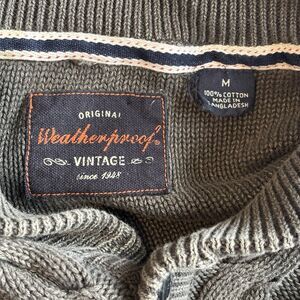 ORIGINAL
Weatherproof
VINTAGE
since 1948
M
100% COTTON
MADE IN
BANGLADESH